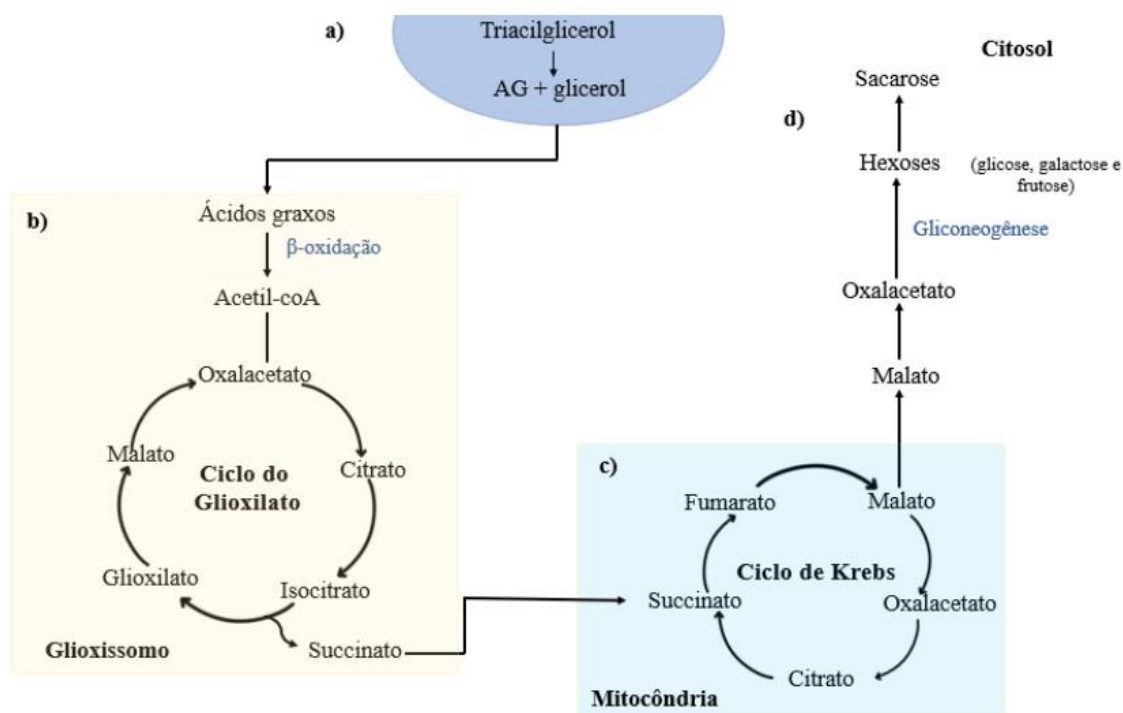 a)
Triacilglicerol
AG + glicerol
b)
Ácidos graxos
β-oxidação
Acetil-coA
Oxalacetato
Malato
Citrato
Ciclo do
Glioxilato
Glioxilato
Isocitrato
Glioxissomo
Succinato
c)
Fumarato
Malato
Ciclo de Krebs
Succinato
Oxalacetato
Citrato
Mitocôndria
Citosol
d)
Sacarose
Hexoses
(glicose, galactose e
frutose)
Gliconeogênese
Oxalacetato
Malato